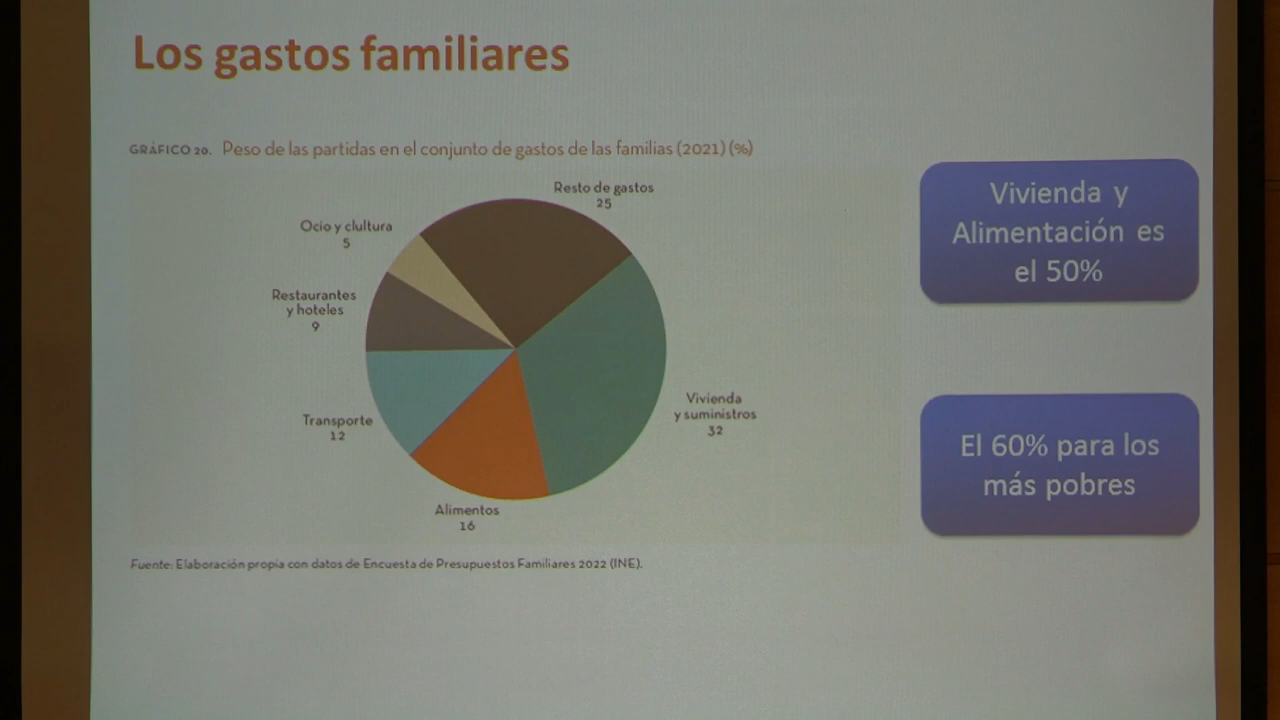 Los gastos familiares
GRÁFICO 20. Peso de las partidas en el conjunto de gastos de las familias (2021) (%)
Resto de gastos
25
Ocio y clultura
5
Restaurantes
y hoteles
9
Transporte
12
Alimentos
16
Vivienda
y suministros
32
Vivienda y
Alimentación es
el 50%
El 60% para los
más pobres
Fuente: Elaboración propia con datos de Encuesta de Presupuestos Familiares 2022 (INE).